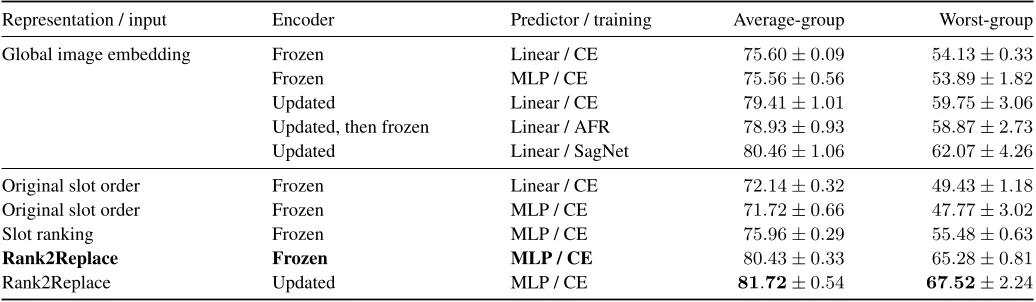 Representation / input Encoder Predictor / training Average-group Worst-group
Global image embedding Frozen Linear / CE 75.60 ± 0.09 54.13 ± 0.33
Frozen MLP / CE 75.56 ± 0.56 53.89 ± 1.82
Updated Linear / CE 79.41 ± 1.01 59.75 ± 3.06
Updated, then frozen Linear / AFR 78.93 ± 0.93 58.87 ± 2.73
Updated Linear / SagNet 80.46 ± 1.06 62.07 ± 4.26
Original slot order Frozen Linear / CE 72.14 ± 0.32 49.43 ± 1.18
Original slot order Frozen MLP / CE 71.72 ± 0.66 47.77 ± 3.02
Slot ranking Frozen MLP / CE 75.96 ± 0.29 55.48 ± 0.63
Rank2Replace Frozen MLP / CE 80.43 ± 0.33 65.28 ± 0.81
Rank2Replace Updated MLP / CE 81.72 ± 0.54 67.52 ± 2.24